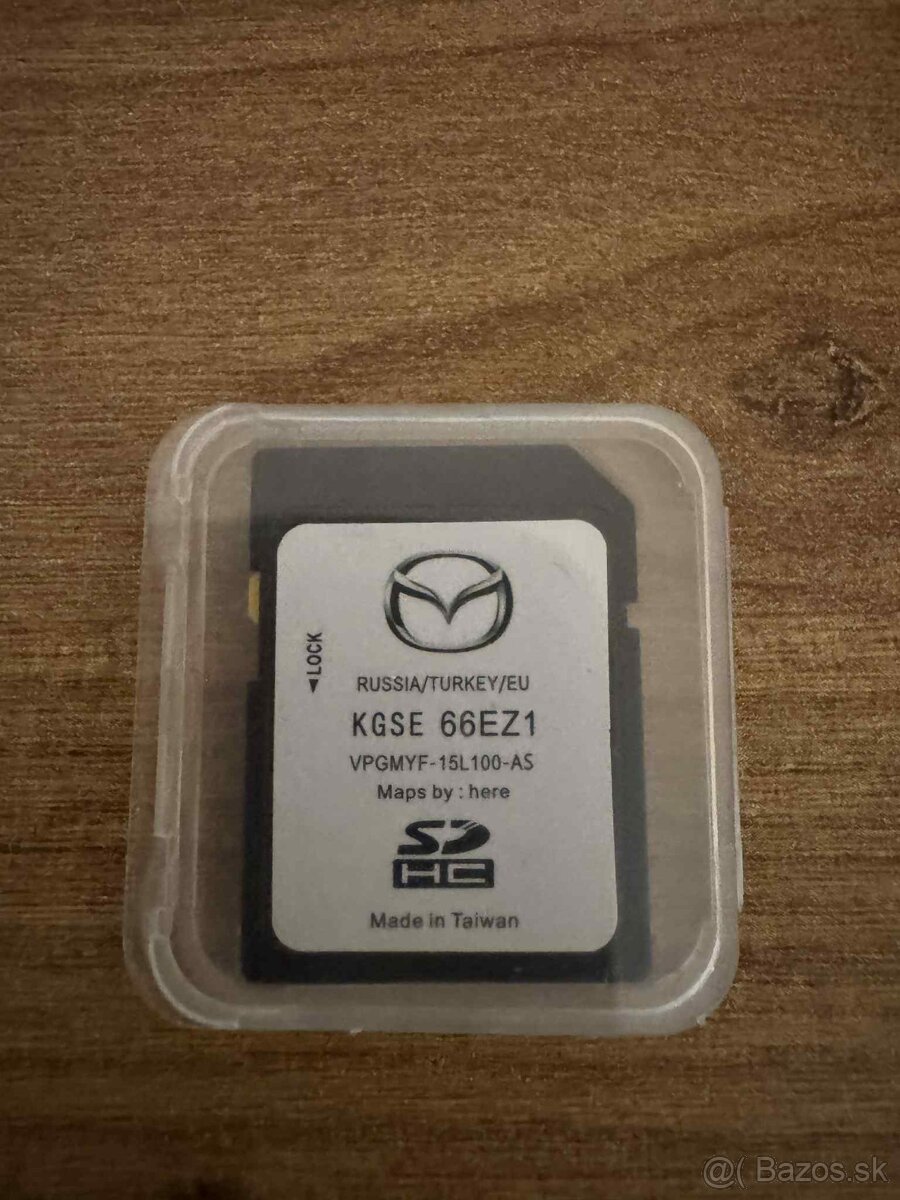 ◄LOCK
RUSSIA/TURKEY/EU
KGSE 66EZ1
VPGMYF-15L100-AS
Maps by : here
SD
HC
Made in Taiwan
@( Bazos.sk